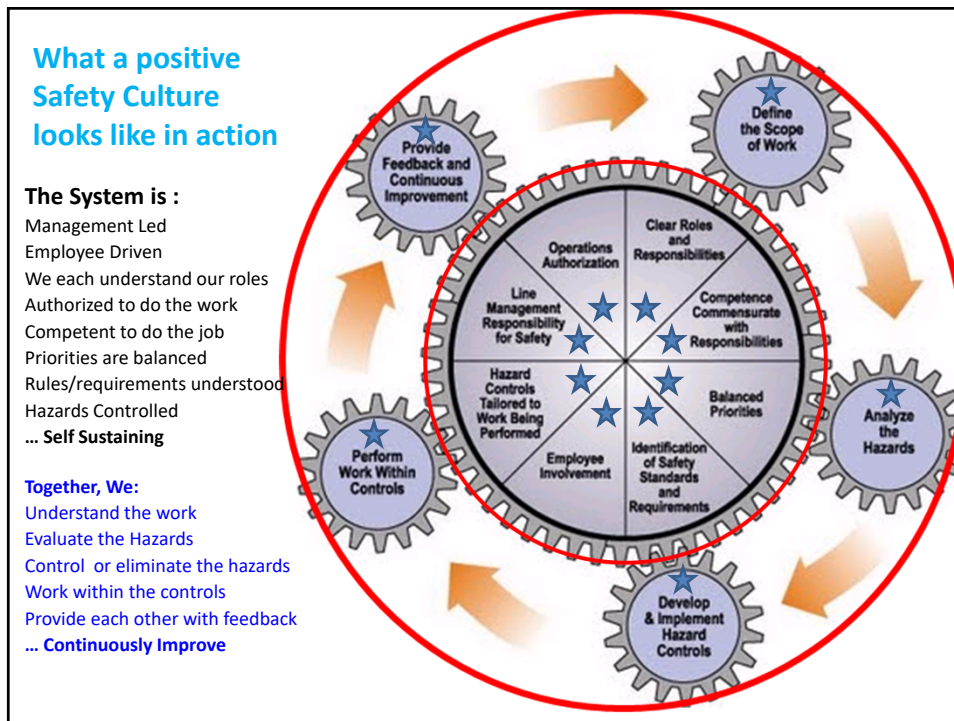 What a positive
Safety Culture
looks like in action
The System is :
Management Led
Employee Driven
We each understand our roles
Authorized to do the work
Competent to do the job
Priorities are balanced
Rules/requirements understood
Hazards Controlled
... Self Sustaining
Together, We:
Understand the work
Evaluate the Hazards
Control or eliminate the hazards
Work within the controls
Provide each other with feedback
... Continuously Improve
Provide
Feedback and
Continuous
Improvement
Define
the Scope
of Work
Analyze
the
Hazards
Develop
& Implement
Hazard
Controls
Perform
Work Within
Controls
Operations
Authorization
Clear Roles
and
Responsibilities
Competence
Commensurate
with
Responsibilities
Balanced
Priorities
Identification
of Safety
Standards
and
Requirements
Employee
Involvement
Hazard
Controls
Tailored to
Work Being
Performed
Line
Management
Responsibility
for Safety